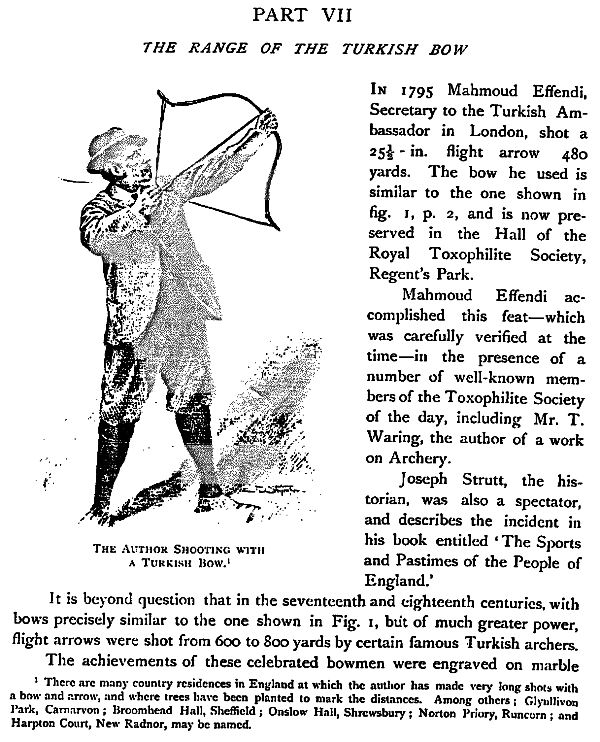 PART VII
THE RANGE OF THE TURKISH BOW
IN 1795 Mahmoud Effendi,
Secretary to the Turkish Am-
bassador in London, shot a
25½-in. flight arrow 480
yards. The bow he used is
similar to the one shown in
fig. 1, p. 2, and is now pre-
served in the Hall of the
Royal Toxophilite Society,
Regent's Park.
Mahmoud Effendi ac-
complished this feat—which
was carefully verified at the
time—in the presence of a
number of well-known mem-
bers of the Toxophilite Society
of the day, including Mr. T.
Waring, the author of a work
on Archery.
Joseph Strutt, the his-
torian, was also a spectator,
and describes the incident in
his book entitled 'The Sports
and Pastimes of the People of
England.'
THE AUTHOR SHOOTING WITH
A TURKISH BOW.¹
It is beyond question that in the seventeenth and eighteenth centuries, with
bows precisely similar to the one shown in Fig. 1, but of much greater power,
flight arrows were shot from 600 to 800 yards by certain famous Turkish archers.
The achievements of these celebrated bowmen were engraved on marble
¹ There are many country residences in England at which the author has made very long shots with
a bow and arrow, and where trees have been planted to mark the distances. Among others; Glynllivon
Park, Carnarvon; Broomhead Hall, Sheffield; Onslow Hall, Shrewsbury; Norton Priory, Runcorn; and
Harpton Court, New Radnor, may be named.